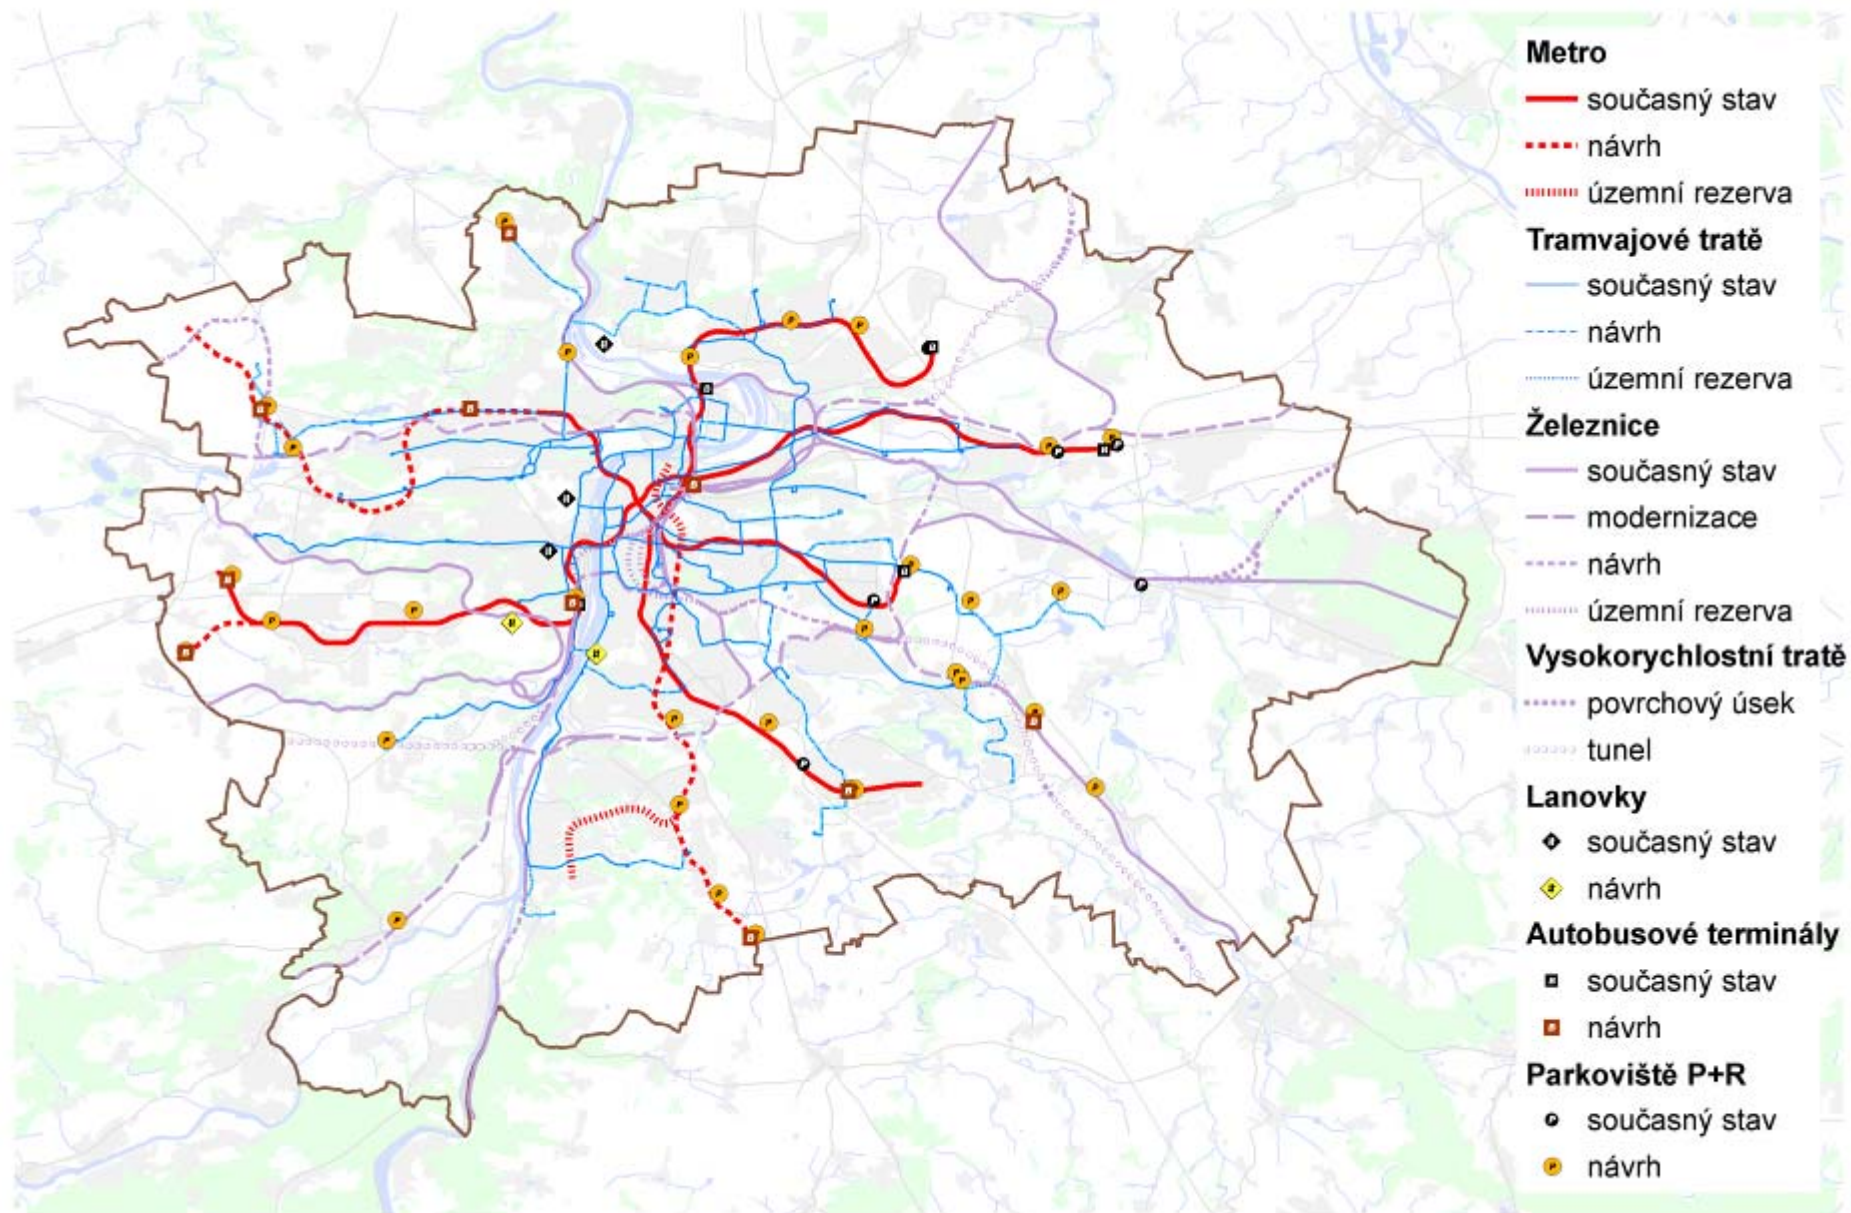 Metro
současný stav
návrh
územní rezerva
Tramvajové tratě
současný stav
návrh
územní rezerva
Železnice
současný stav
modernizace
návrh
územní rezerva
Vysokorychlostní tratě
povrchový úsek
tunel
Lanovky
současný stav
návrh
Autobusové terminály
současný stav
návrh
Parkoviště P+R
současný stav
návrh